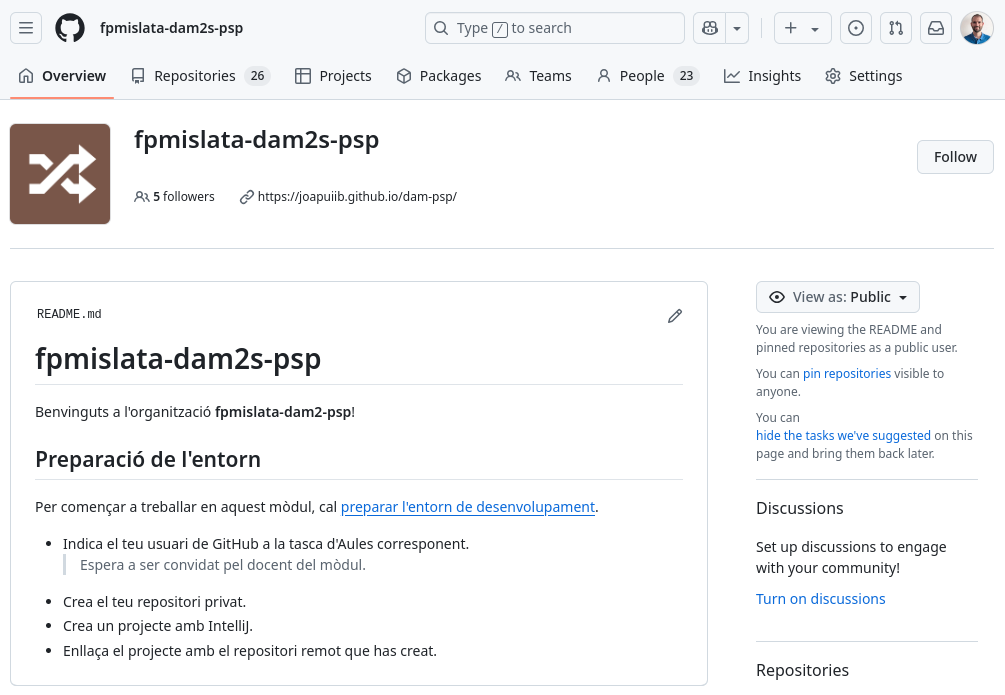 fpmislata-dam2s-psp
Type / to search
Overview
Repositories 26
Projects
Packages
Teams
People 23
Insights
Settings
fpmislata-dam2s-psp
5 followers
https://joapuiib.github.io/dam-psp/
Follow
README.md
fpmislata-dam2s-psp
Benvinguts a l'organització fpmislata-dam2-psp!
Preparació de l'entorn
Per començar a treballar en aquest mòdul, cal preparar l'entorn de desenvolupament.
Indica el teu usuari de GitHub a la tasca d'Aules corresponent.
Espera a ser convidat pel docent del mòdul.
Crea el teu repositori privat.
Crea un projecte amb IntelliJ.
Enllaça el projecte amb el repositori remot que has creat.
View as: Public
You are viewing the README and
pinned repositories as a public user.
You can pin repositories visible to
anyone.
You can
hide the tasks we've suggested on this
page and bring them back later.
Discussions
Set up discussions to engage
with your community!
Turn on discussions
Repositories